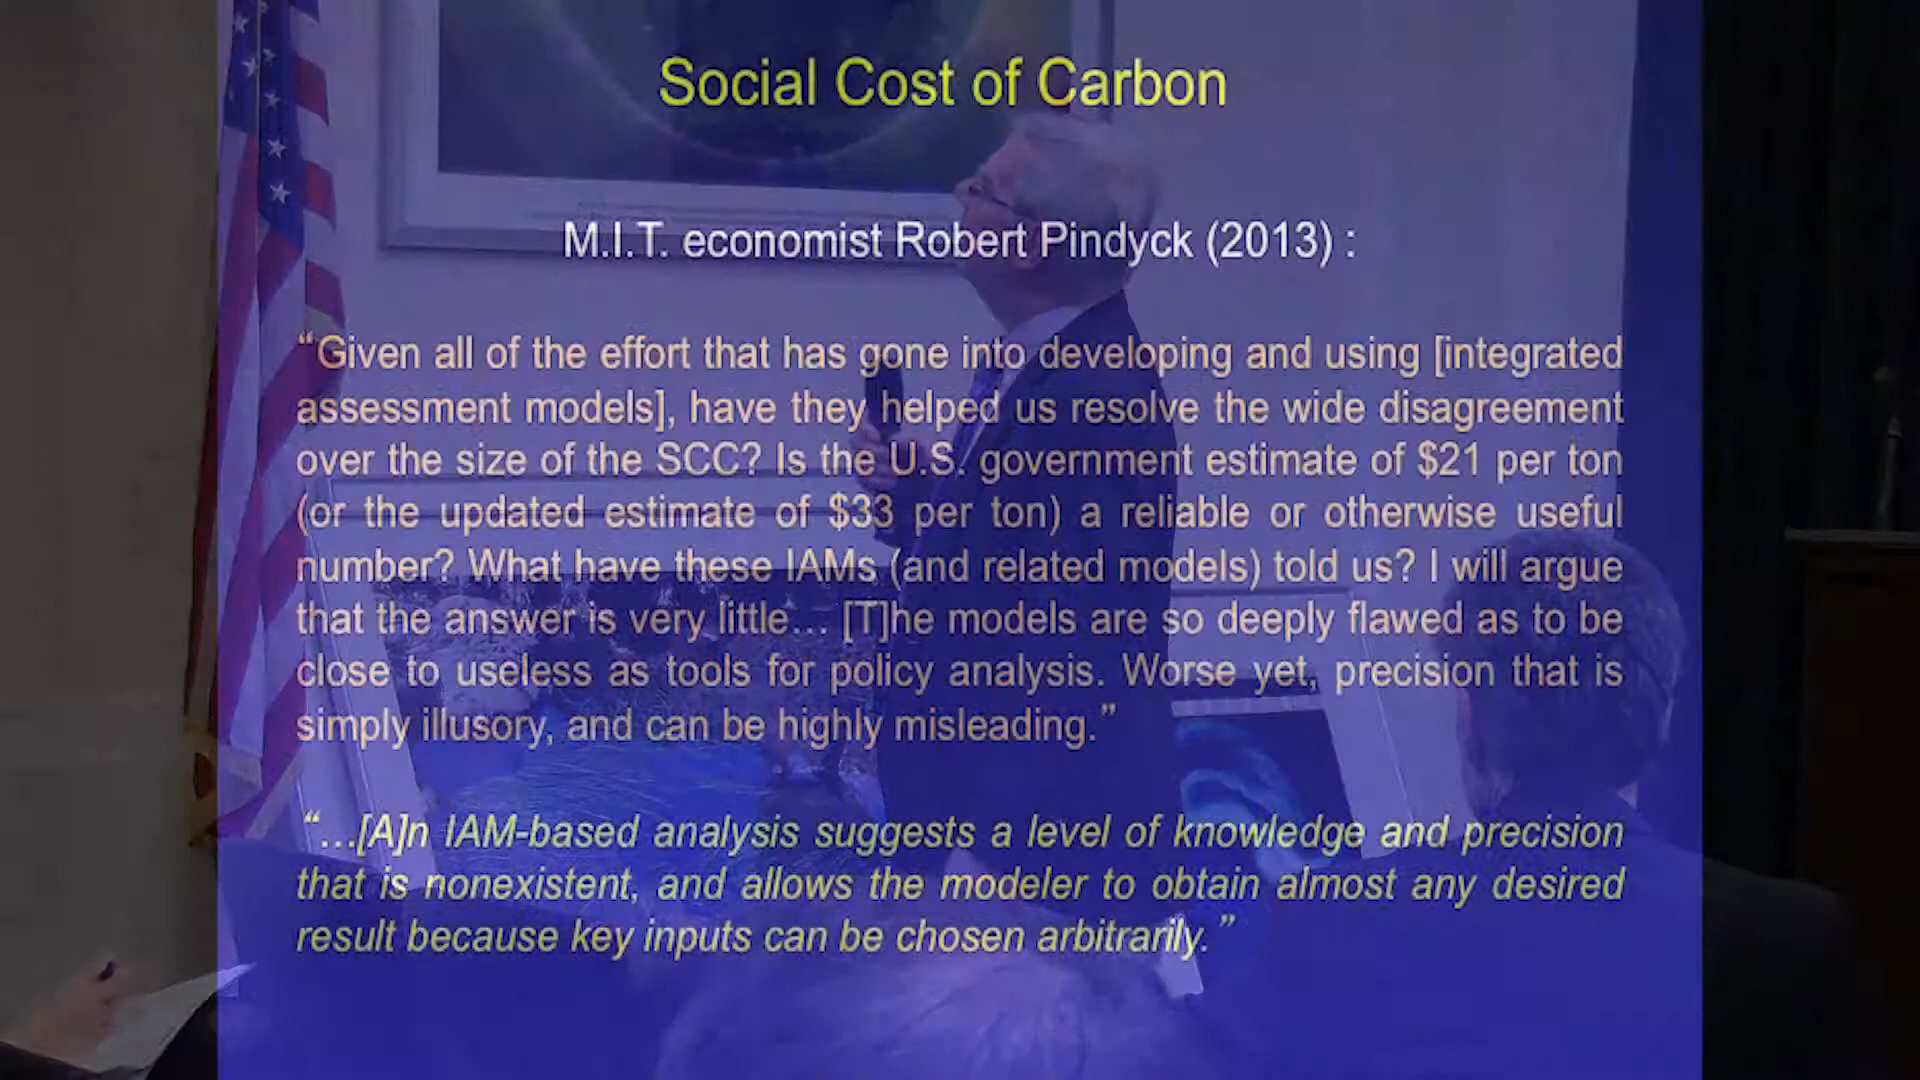 Social Cost of Carbon
M.I.T. economist Robert Pindyck (2013) :
“Given all of the effort that has gone into developing and using [integrated
assessment models], have they helped us resolve the wide disagreement
over the size of the SCC? Is the U.S. government estimate of $21 per ton
(or the updated estimate of $33 per ton) a reliable or otherwise useful
number? What have these IAMs (and related models) told us? I will argue
that the answer is very little… [T]he models are so deeply flawed as to be
close to useless as tools for policy analysis. Worse yet, precision that is
simply illusory, and can be highly misleading.”
“…[A]n IAM-based analysis suggests a level of knowledge and precision
that is nonexistent, and allows the modeler to obtain almost any desired
result because key inputs can be chosen arbitrarily.”